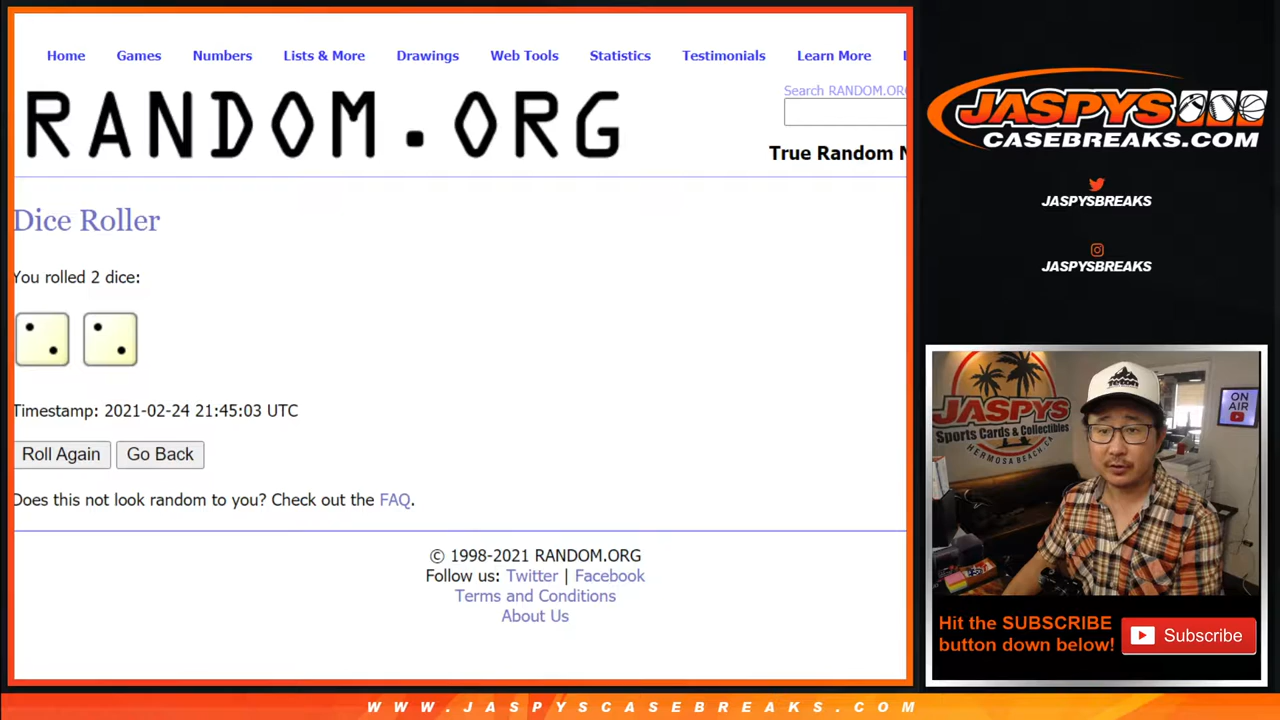 Home Games Numbers Lists & More Drawings Web Tools Statistics Testimonials Learn More
Search RANDOM.ORG
RANDOM.ORG
True Random N
Dice Roller
You rolled 2 dice:
Timestamp: 2021-02-24 21:45:03 UTC
Roll Again Go Back
Does this not look random to you? Check out the FAQ.
© 1998-2021 RANDOM.ORG
Follow us: Twitter | Facebook
Terms and Conditions
About Us
JASPYS
CASEBREAKS.COM
JASPYSBREAKS
JASPYSBREAKS
JASPYS
Sports Cards & Collectibles
HERMOSA BEACH, CA
TETON
ON
AIR
Hit the SUBSCRIBE
button down below!
Subscribe
WWW.JASPYSCASEBREAKS.COM